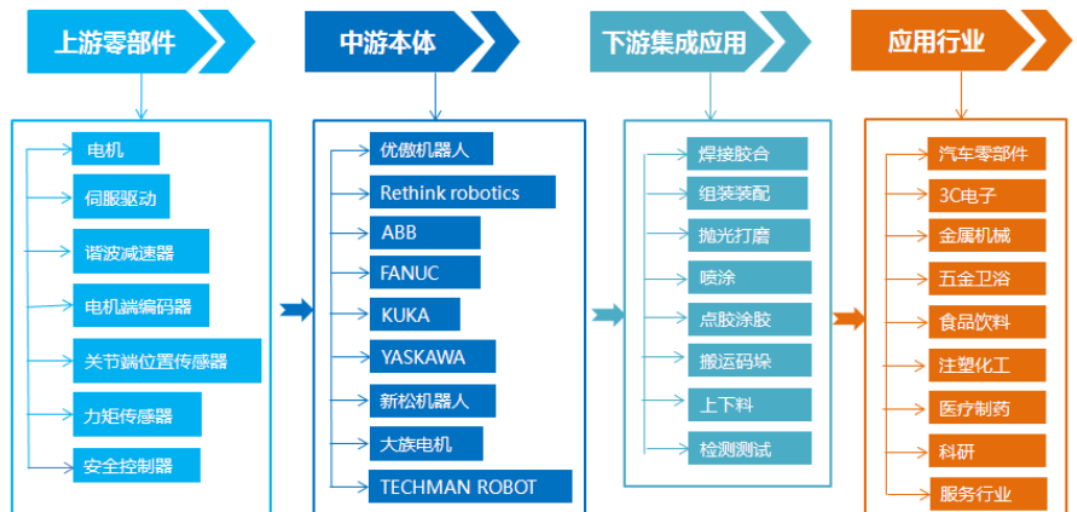 上游零部件
电机
伺服驱动
谐波减速器
电机端编码器
关节端位置传感器
力矩传感器
安全控制器
中游本体
优傲机器人
Rethink robotics
ABB
FANUC
KUKA
YASKAWA
新松机器人
大族电机
TECHMAN ROBOT
下游集成应用
焊接胶合
组装装配
抛光打磨
喷涂
点胶涂胶
搬运码垛
上下料
检测测试
应用行业
汽车零部件
3C电子
金属机械
五金卫浴
食品饮料
注塑化工
医疗制药
科研
服务行业